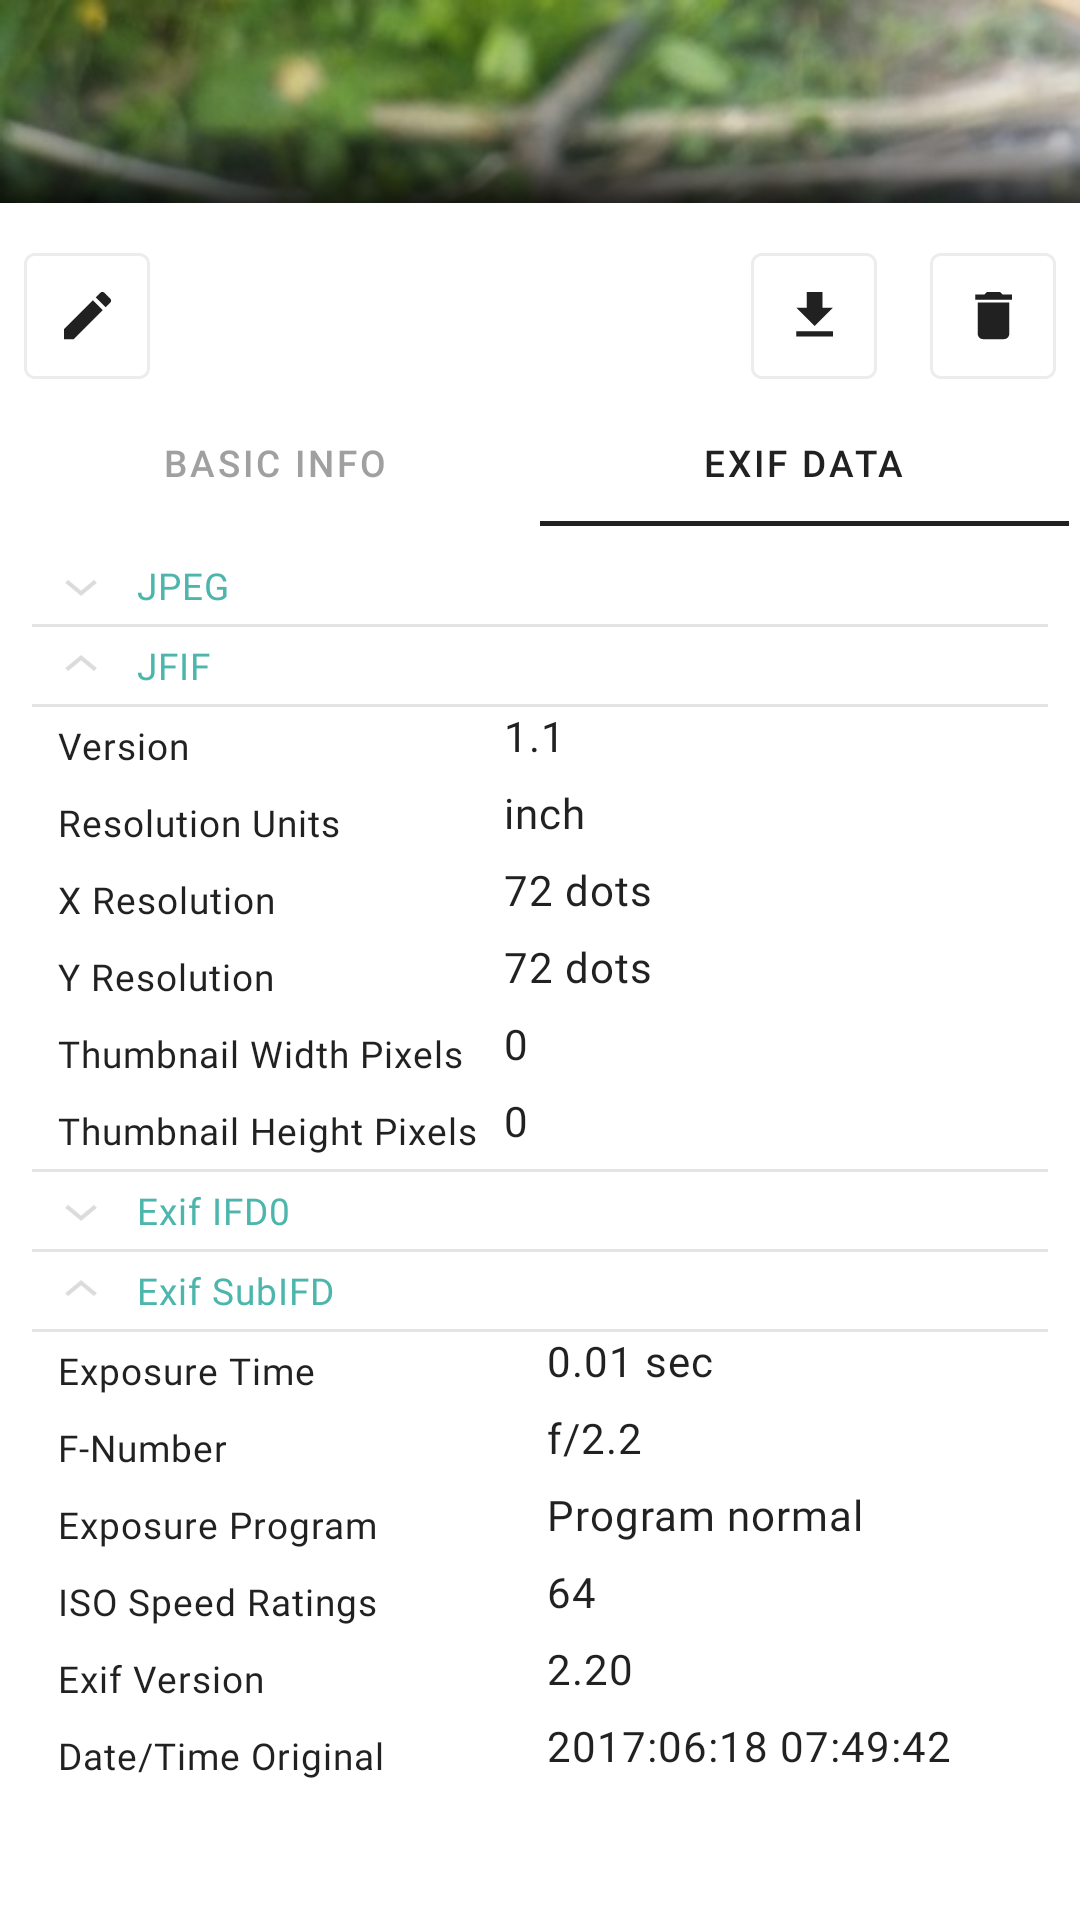 BASIC INFO EXIF DATA
JPEG
JFIF
Version 1.1
Resolution Units inch
X Resolution 72 dots
Y Resolution 72 dots
Thumbnail Width Pixels 0
Thumbnail Height Pixels 0
Exif IFD0
Exif SubIFD
Exposure Time 0.01 sec
F-Number f/2.2
Exposure Program Program normal
ISO Speed Ratings 64
Exif Version 2.20
Date/Time Original 2017:06:18 07:49:42